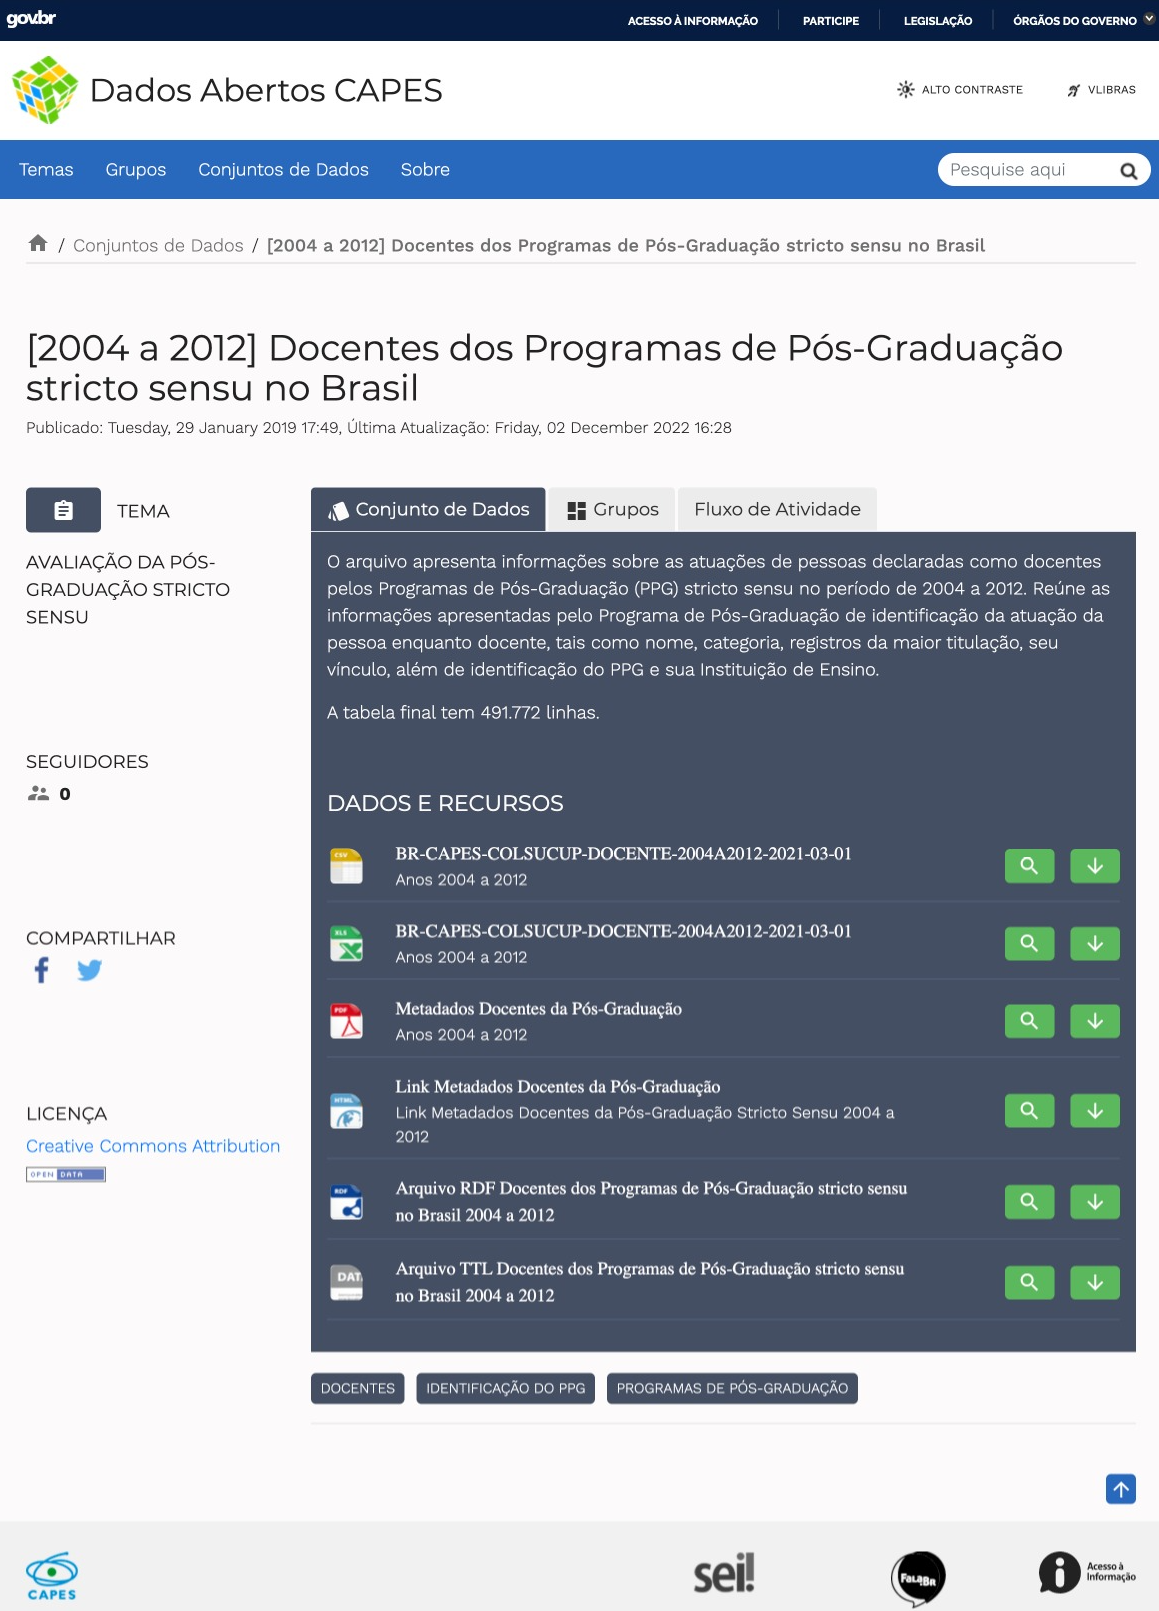 gov.br
ACESSO À INFORMAÇÃO
PARTICIPE
LEGISLAÇÃO
ÓRGÃOS DO GOVERNO
Dados Abertos CAPES
ALTO CONTRASTE
VLIBRAS
Temas
Grupos
Conjuntos de Dados
Sobre
Pesquise aqui
/ Conjuntos de Dados / [2004 a 2012] Docentes dos Programas de Pós-Graduação stricto sensu no Brasil
[2004 a 2012] Docentes dos Programas de Pós-Graduação
stricto sensu no Brasil
Publicado: Tuesday, 29 January 2019 17:49, Última Atualização: Friday, 02 December 2022 16:28
TEMA
AVALIAÇÃO DA PÓS-
GRADUAÇÃO STRICTO
SENSU
SEGUIDORES
0
COMPARTILHAR
LICENÇA
Creative Commons Attribution
OPEN DATA
Conjunto de Dados
Grupos
Fluxo de Atividade
O arquivo apresenta informações sobre as atuações de pessoas declaradas como docentes
pelos Programas de Pós-Graduação (PPG) stricto sensu no período de 2004 a 2012. Reúne as
informações apresentadas pelo Programa de Pós-Graduação de identificação da atuação da
pessoa enquanto docente, tais como nome, categoria, registros da maior titulação, seu
vínculo, além de identificação do PPG e sua Instituição de Ensino.
A tabela final tem 491.772 linhas.
DADOS E RECURSOS
CSV
BR-CAPES-COLSUCUP-DOCENTE-2004A2012-2021-03-01
Anos 2004 a 2012
XLS
BR-CAPES-COLSUCUP-DOCENTE-2004A2012-2021-03-01
Anos 2004 a 2012
PDF
Metadados Docentes da Pós-Graduação
Anos 2004 a 2012
HTML
Link Metadados Docentes da Pós-Graduação
Link Metadados Docentes da Pós-Graduação Stricto Sensu 2004 a
2012
RDF
Arquivo RDF Docentes dos Programas de Pós-Graduação stricto sensu
no Brasil 2004 a 2012
DAT
Arquivo TTL Docentes dos Programas de Pós-Graduação stricto sensu
no Brasil 2004 a 2012
DOCENTES
IDENTIFICAÇÃO DO PPG
PROGRAMAS DE PÓS-GRADUAÇÃO
CAPES
sei!
FALA.BR
Acesso à
Informação